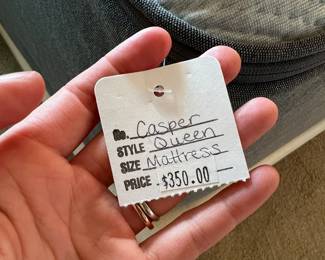 No. Casper
STYLE Queen
SIZE Mattress
PRICE $350.00